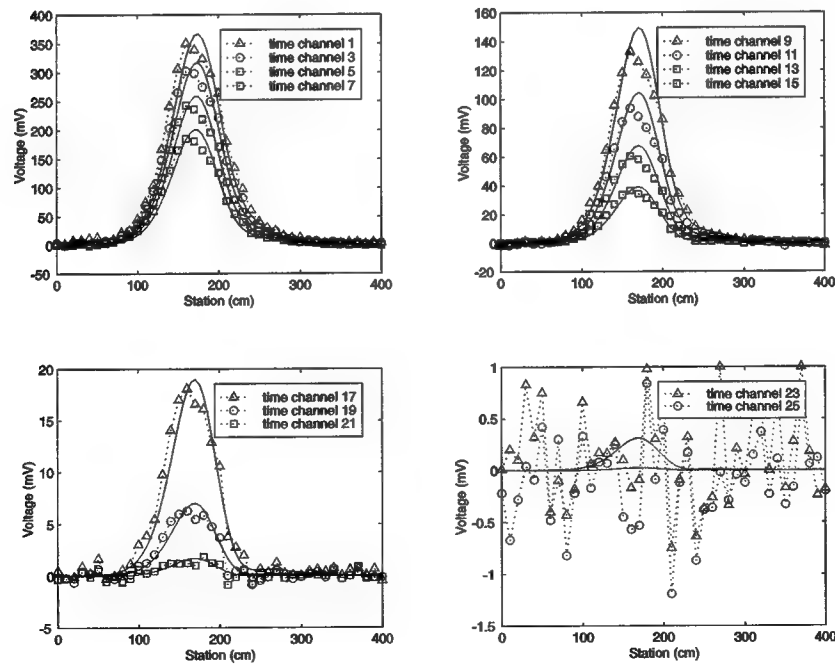 400
350
300
250
200
150
100
50
0
-50
Voltage (mV)
time channel 1
time channel 3
time channel 5
time channel 7
0 100 200 300 400
Station (cm)
160
140
120
100
80
60
40
20
0
-20
Voltage (mV)
time channel 9
time channel 11
time channel 13
time channel 15
0 100 200 300 400
Station (cm)
20
15
10
5
0
-5
Voltage (mV)
time channel 17
time channel 19
time channel 21
0 100 200 300 400
Station (cm)
1
0.5
0
-0.5
-1
-1.5
Voltage (mV)
time channel 23
time channel 25
0 100 200 300 400
Station (cm)